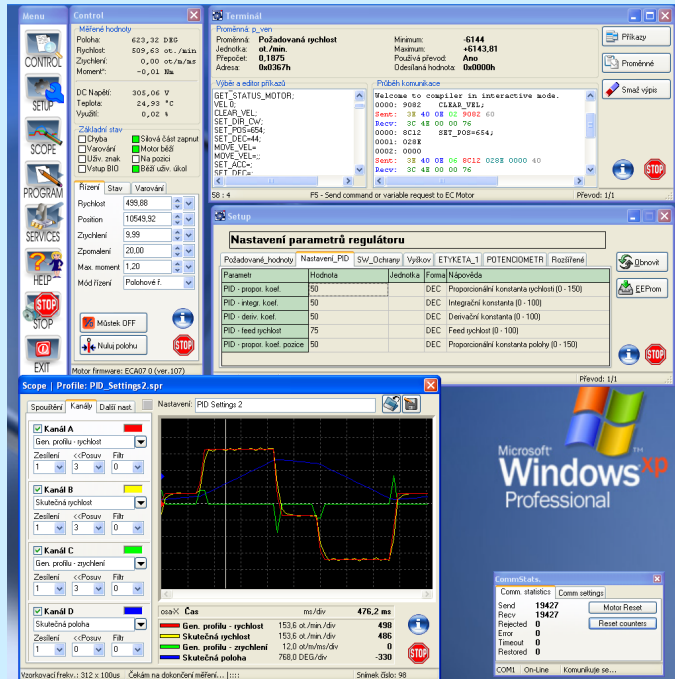 Menu
CONTROL
SETUP
SCOPE
PROGRAM
SERVICES
HELP
STOP
STOP
EXIT
Control
Měřené hodnoty
Poloha: 623,32 DEG
Rychlost: 509,63 ot./min
Zrychlení: 0,00 ot/m/ms
Moment*: -0,01 Nm
DC Napětí: 305,06 V
Teplota: 24,93 °C
Využití: 0,02 %
Základní stav
Chyba Silová část zapnut
Varování Motor běží
Uživ. znak Na pozici
Vstup BIO Běží uživ. úkol
Řízení Stav Varování
Rychlost 499,88
Position 10549,92
Zrychlení 9,99
Zpomalení 20,00
Max. moment 1,20
Mód řízení Polohové ř.
Můstek OFF
Nuluj polohu
STOP
Motor firmware: ECA07 0 (ver.107)
Terminál
Proměnná: p_ven
Proměnná: Požadovaná rychlost Minimum: -6144
Jednotka: ot./min. Maximum: +6143,81
Přepočet: 0,1875 Používá převod: Ano
Adresa: 0x0367h Odesílaná hodnota: 0x0000h
Výběr a editor příkazů
GET_STATUS_MOTOR;
VEL 0;
CLEAR_VEL;
SET_DIR_CW;
SET_POS=654;
SET_DEC=44;
MOVE_VEL=
MOVE_VEL=;;
SET_ACC=;
SET_DEC=;
Průběh komunikace
Welcome to compiler in interactive mode.
0000: 9082 CLEAR_VEL;
Sent: 3E 40 0E 02 9082 60
Recv: 3C 4E 00 00 76
0000: 8C12 SET_POS=654;
0001: 028E
0002: 0000
Sent: 3E 40 0E 06 8C12 028E 0000 40
Recv: 3C 4E 00 00 76
58 : 4 F5 - Send command or variable request to EC Motor Převod: 1/1
Příkazy
Proměnné
Smaž výpis
STOP
Setup
Nastavení parametrů regulátoru
Požadované_hodnoty Nastavení_PID SW_Ochrany Vyškov ETYKETA_1 POTENCIOMETR Rozšířené
Parametr Hodnota Jednotka Forma Nápověda
PID - propor. koef. 50 DEC Proporcionální konstanta rychlosti (0 - 150)
PID - integr. koef. 50 DEC Integrační konstanta (0 - 100)
PID - deriv. koef. 50 DEC Derivační konstanta (0 - 100)
PID - feed rychlost 75 DEC Feed rychlost (0 - 100)
PID - propor. koef. pozice 50 DEC Proporcionální konstanta polohy (0 - 150)
Obnovit
EEProm
STOP
Převod: 1/1
Scope | Profile: PID_Settings2.spr
Spouštění Kanály Další nast
Nastavení: PID Settings 2
Kanál A
Gen. profilu - rychlost
Zesílení <<Posuv Filtr
1 3 0
Kanál B
Skutečná rychlost
Zesílení <<Posuv Filtr
1 3 0
Kanál C
Gen. profilu - zrychlení
Zesílení <<Posuv Filtr
1 3 0
Kanál D
Skutečná poloha
Zesílení <<Posuv Filtr
1 3 0
osa-X Čas ms/div 476,2 ms
Gen. profilu - rychlost 153,6 ot./min./div 498
Skutečná rychlost 153,6 ot./min./div 486
Gen. profilu - zrychlení 12,0 ot/m/ms/div 0
Skutečná poloha 768,0 DEG/div -330
STOP
Vzorkovací frekv.: 312 x 100us Čekám na dokončení měření... |:::: Snímek číslo: 98
Microsoft
Windows xp
Professional
CommStats.
Comm. statistics Comm settings
Send 19427
Recv 19427
Rejected 0
Error 0
Timeout 0
Restored 0
Motor Reset
Reset counters
COM1 On-Line Komunikuje se...